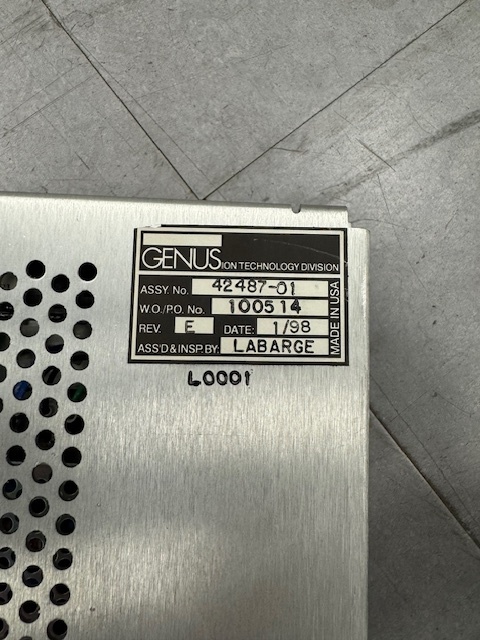 GENUS ION TECHNOLOGY DIVISION
ASSY. No. 42487-01
W.O./P.O. No. 100514
REV. E DATE: 1/98
ASS'D & INSP. BY: LABARGE
MADE IN USA
L0001